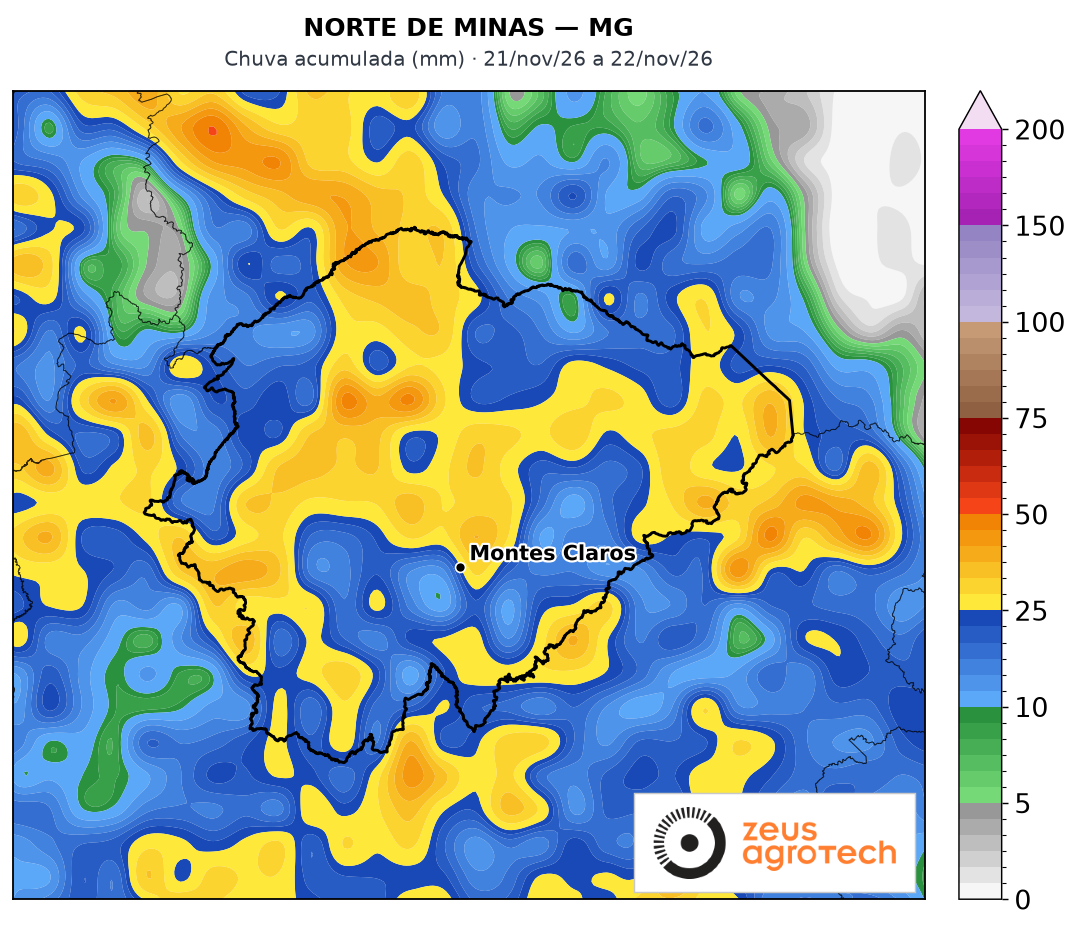 NORTE DE MINAS — MG
Chuva acumulada (mm) · 21/nov/26 a 22/nov/26
200
150
100
75
50
25
10
5
0
Montes Claros
zeus
agrotech